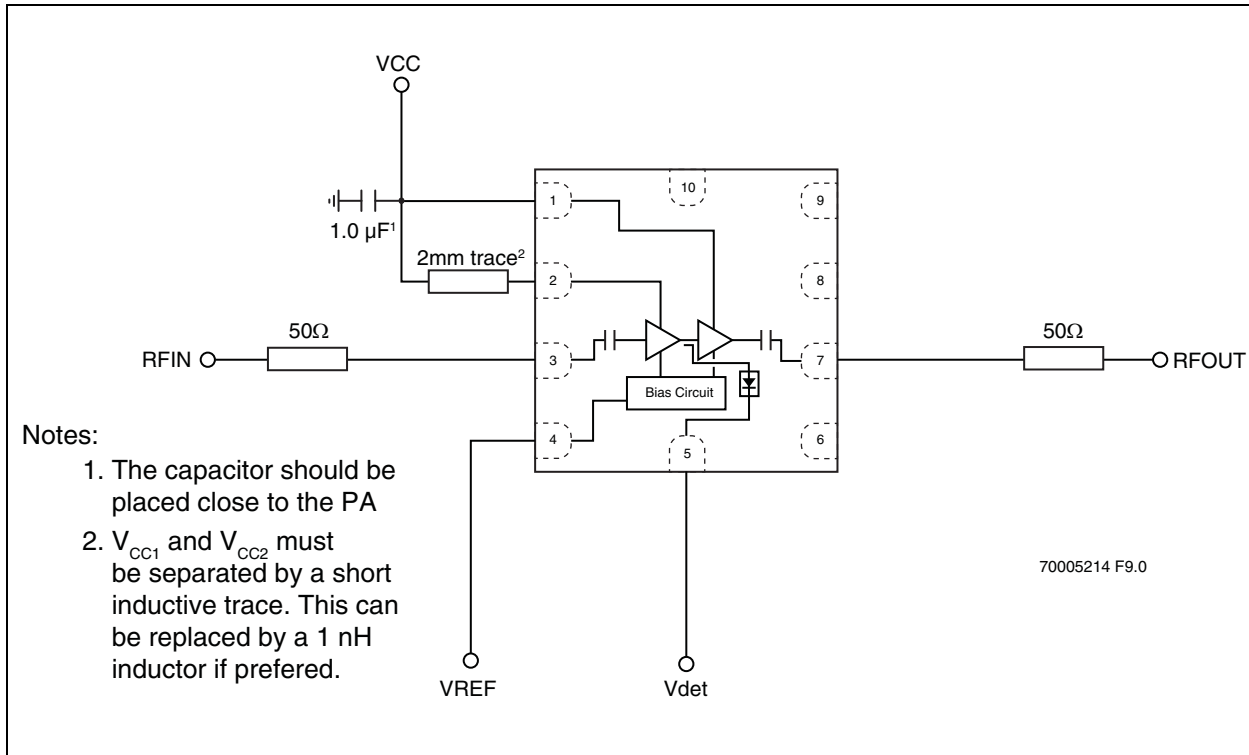 VCC
10
1
9
1.0 µF¹
2mm trace²
2
8
50Ω
50Ω
RFIN
3
7
RFOUT
Bias Circuit
4
5
6
Notes:
1. The capacitor should be
placed close to the PA
2. V_CC1 and V_CC2 must
be separated by a short
inductive trace. This can
be replaced by a 1 nH
inductor if prefered.
70005214 F9.0
VREF
Vdet